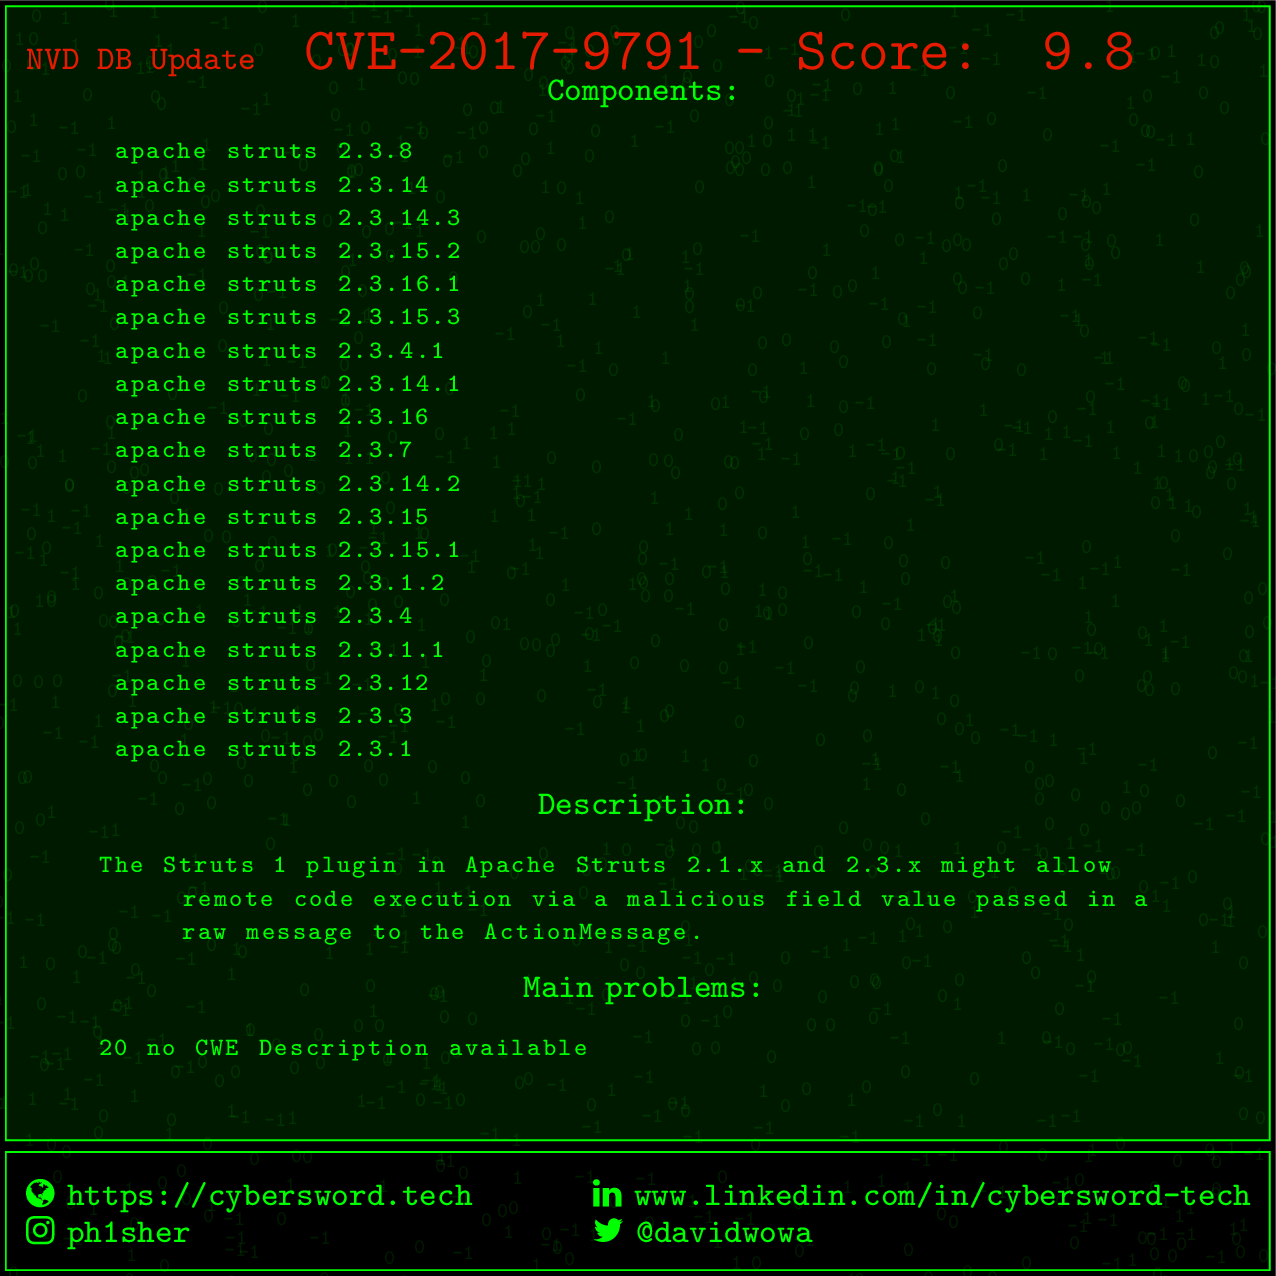 NVD DB Update CVE-2017-9791 - Score: 9.8
Components:
apache struts 2.3.8
apache struts 2.3.14
apache struts 2.3.14.3
apache struts 2.3.15.2
apache struts 2.3.16.1
apache struts 2.3.15.3
apache struts 2.3.4.1
apache struts 2.3.14.1
apache struts 2.3.16
apache struts 2.3.7
apache struts 2.3.14.2
apache struts 2.3.15
apache struts 2.3.15.1
apache struts 2.3.1.2
apache struts 2.3.4
apache struts 2.3.1.1
apache struts 2.3.12
apache struts 2.3.3
apache struts 2.3.1
Description:
The Struts 1 plugin in Apache Struts 2.1.x and 2.3.x might allow
remote code execution via a malicious field value passed in a
raw message to the ActionMessage.
Main problems:
20 no CWE Description available
https://cybersword.tech
www.linkedin.com/in/cybersword-tech
ph1sher
@davidwowa